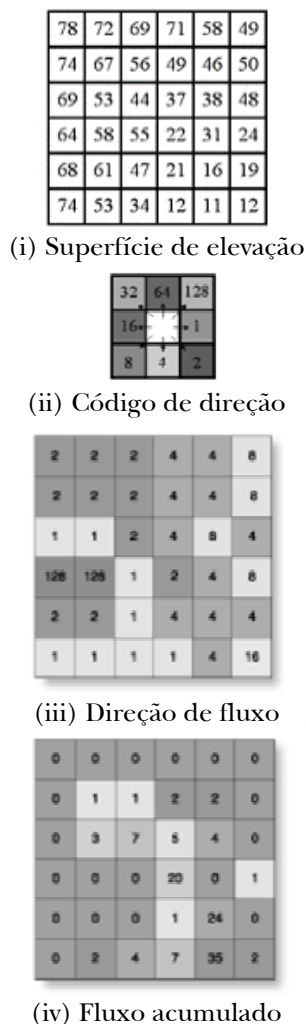 78 72 69 71 58 49
74 67 56 49 46 50
69 53 44 37 38 48
64 58 55 22 31 24
68 61 47 21 16 19
74 53 34 12 11 12
(i) Superfície de elevação
32 64 128
16 1
8 4 2
(ii) Código de direção
2 2 2 4 4 8
2 2 2 4 4 8
1 1 2 4 8 4
128 128 1 2 4 8
2 2 1 4 4 4
1 1 1 1 4 16
(iii) Direção de fluxo
0 0 0 0 0 0
0 1 1 2 2 0
0 3 7 5 4 0
0 0 0 20 0 1
0 0 0 1 24 0
0 2 4 7 35 2
(iv) Fluxo acumulado